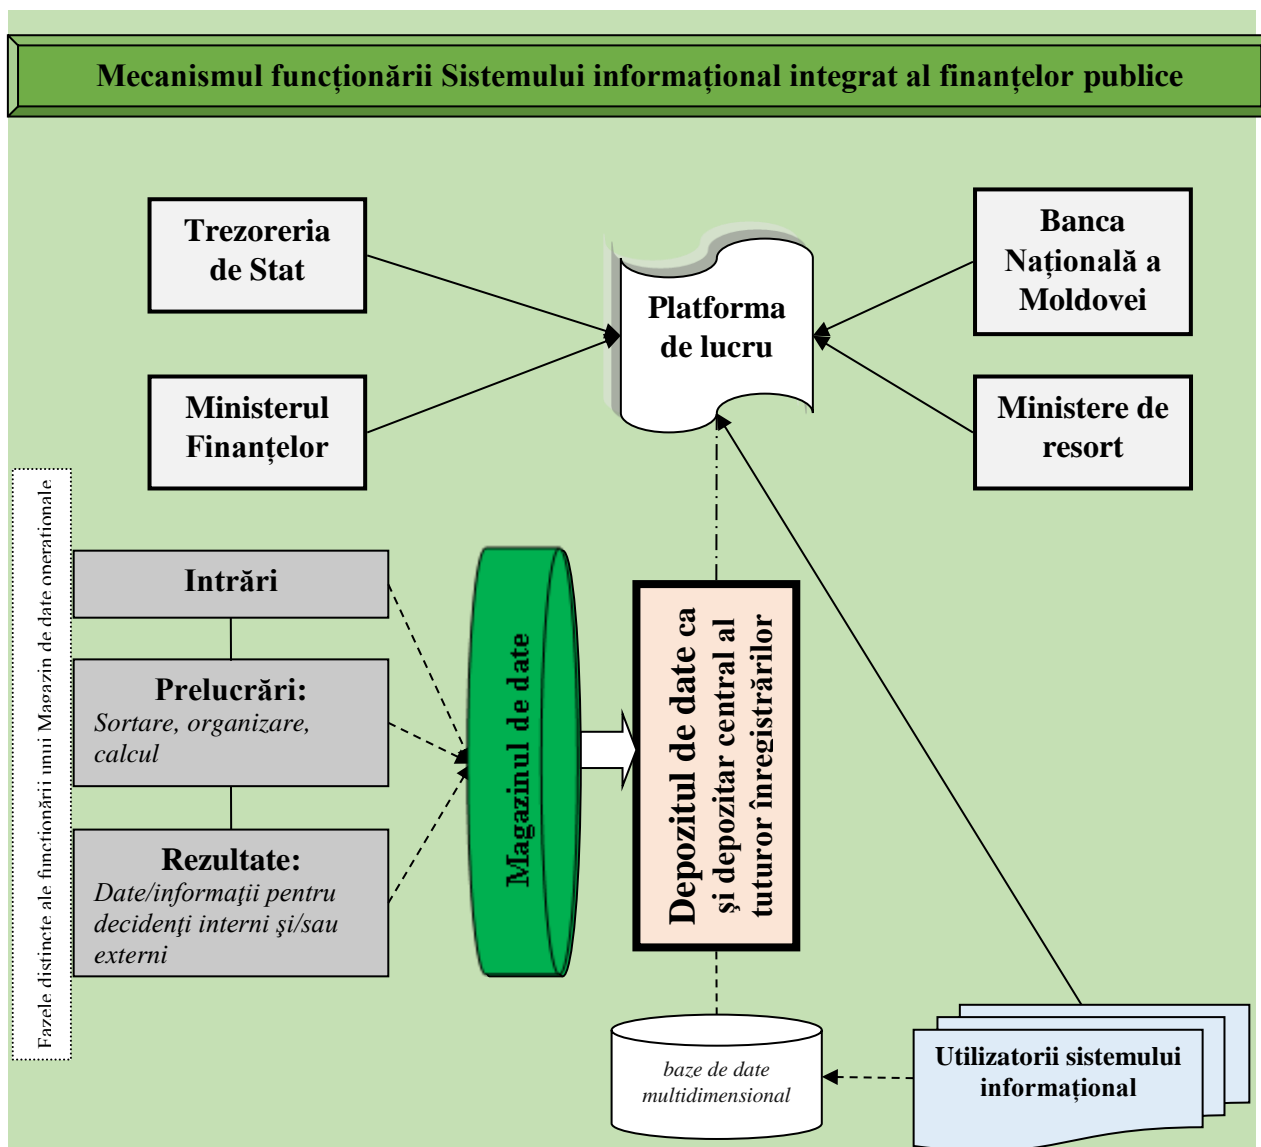 Mecanismul funcționării Sistemului informațional integrat al finanțelor publice
Trezoreria
de Stat
Banca
Națională a
Moldovei
Platforma
de lucru
Ministerul
Finanțelor
Ministere de
resort
Fazele distincte ale funcționării unui Magazin de date operaționale
Intrări
Prelucrări:
Sortare, organizare,
calcul
Rezultate:
Date/informaţii pentru
decidenţi interni şi/sau
externi
Magazinul de date
Depozitul de date ca
și depozitar central al
tuturor înregistrărilor
baze de date
multidimensional
Utilizatorii sistemului
informațional